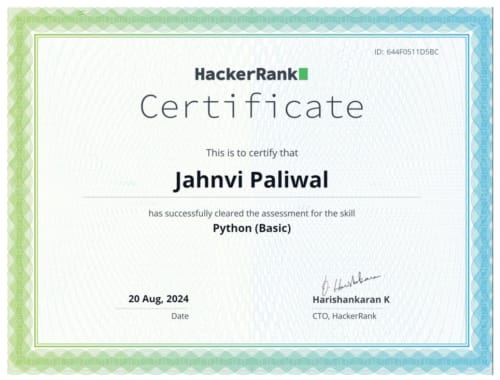 ID: 644F0511D5BC
HackerRank
Certificate
This is to certify that
Jahnvi Paliwal
has successfully cleared the assessment for the skill
Python (Basic)
20 Aug, 2024
Date
D. Harishankaran
Harishankaran K
CTO, HackerRank